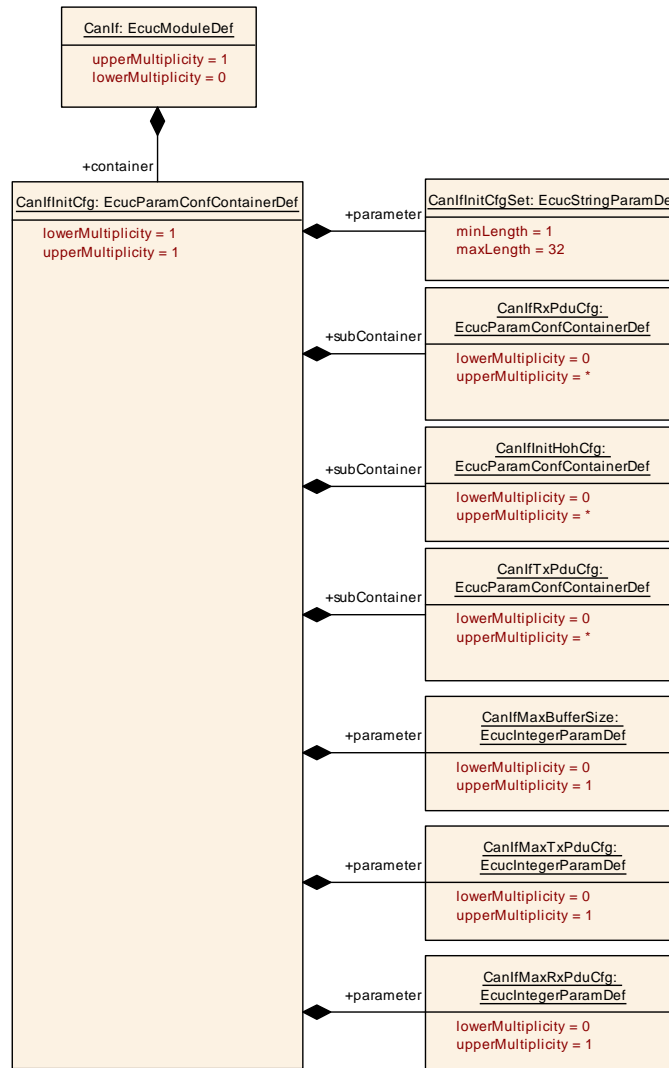 CanIf: EcucModuleDef
upperMultiplicity = 1
lowerMultiplicity = 0
+container
CanIfInitCfg: EcucParamConfContainerDef
lowerMultiplicity = 1
upperMultiplicity = 1
+parameter
CanIfInitCfgSet: EcucStringParamDe
minLength = 1
maxLength = 32
+subContainer
CanIfRxPduCfg:
EcucParamConfContainerDef
lowerMultiplicity = 0
upperMultiplicity = *
+subContainer
CanIfInitHohCfg:
EcucParamConfContainerDef
lowerMultiplicity = 0
upperMultiplicity = *
+subContainer
CanIfTxPduCfg:
EcucParamConfContainerDef
lowerMultiplicity = 0
upperMultiplicity = *
+parameter
CanIfMaxBufferSize:
EcucIntegerParamDef
lowerMultiplicity = 0
upperMultiplicity = 1
+parameter
CanIfMaxTxPduCfg:
EcucIntegerParamDef
lowerMultiplicity = 0
upperMultiplicity = 1
+parameter
CanIfMaxRxPduCfg:
EcucIntegerParamDef
lowerMultiplicity = 0
upperMultiplicity = 1